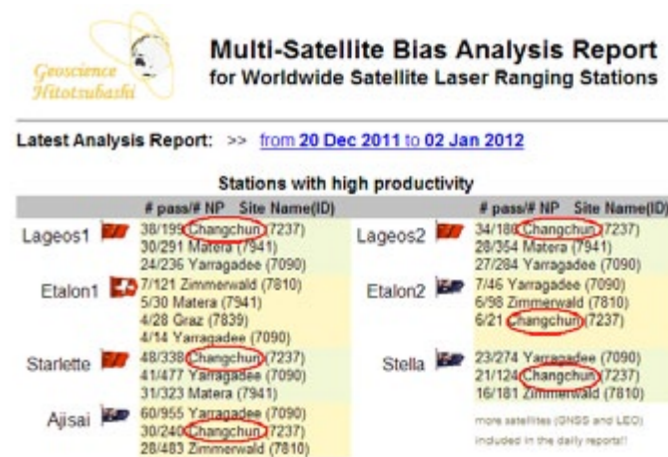 Geoscience
Hitotsubashi
Multi-Satellite Bias Analysis Report
for Worldwide Satellite Laser Ranging Stations
Latest Analysis Report: >> from 20 Dec 2011 to 02 Jan 2012
Stations with high productivity
# pass/# NP Site Name(ID)
Lageos1
38/199 Changchun (7237)
30/291 Matera (7941)
24/236 Yarragadee (7090)
Etalon1
7/121 Zimmerwald (7810)
5/30 Matera (7941)
4/28 Graz (7839)
4/14 Yarragadee (7090)
Starlette
48/338 Changchun (7237)
41/477 Yarragadee (7090)
31/323 Matera (7941)
Ajisai
60/955 Yarragadee (7090)
30/240 Changchun (7237)
28/483 Zimmerwald (7810)
# pass/# NP Site Name(ID)
Lageos2
34/186 Changchun (7237)
28/354 Matera (7941)
27/284 Yarragadee (7090)
Etalon2
7/46 Yarragadee (7090)
6/98 Zimmerwald (7810)
6/21 Changchun (7237)
Stella
23/274 Yarragadee (7090)
21/124 Changchun (7237)
16/181 Zimmerwald (7810)
more satellites (GNSS and LEO)
included in the daily reports!!